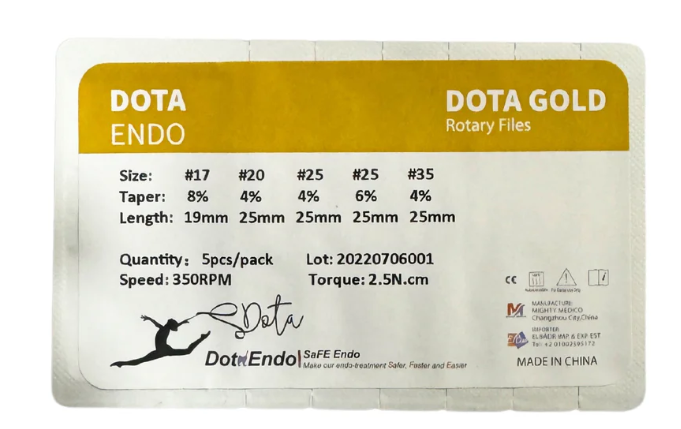 DOTA
ENDO
DOTA GOLD
Rotary Files
Size: #17 #20 #25 #25 #35
Taper: 8% 4% 4% 6% 4%
Length: 19mm 25mm 25mm 25mm 25mm
Quantity: 5pcs/pack Lot: 20220706001
Speed: 350RPM Torque: 2.5N.cm
CE
Dota
DotEndo SaFE Endo
Make our endo-treatment Safer, Faster and Easier
MANUFACTURE:
MIGHTY MEDICO
Changzhou City,China
IMPORTER
MADE IN CHINA